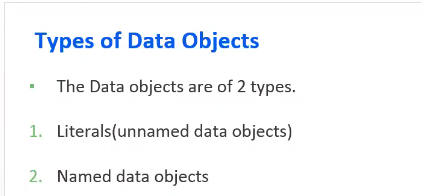 Types of Data Objects
▪ The Data objects are of 2 types.
1. Literals(unnamed data objects)
2. Named data objects